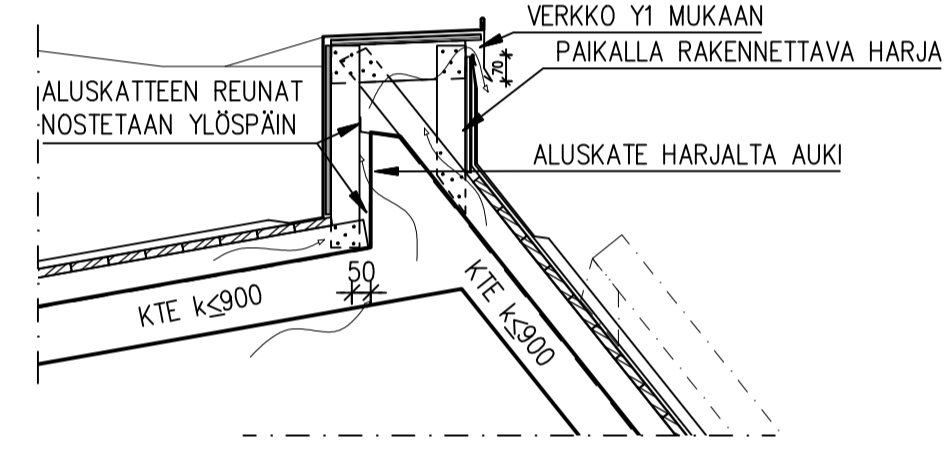 VERKKO Y1 MUKAAN
PAIKALLA RAKENNETTAVA HARJA
70
ALUSKATTEEN REUNAT
NOSTETAAN YLÖSPÄIN
ALUSKATE HARJALTA AUKI
50
KTE k≤900
KTE k≤900